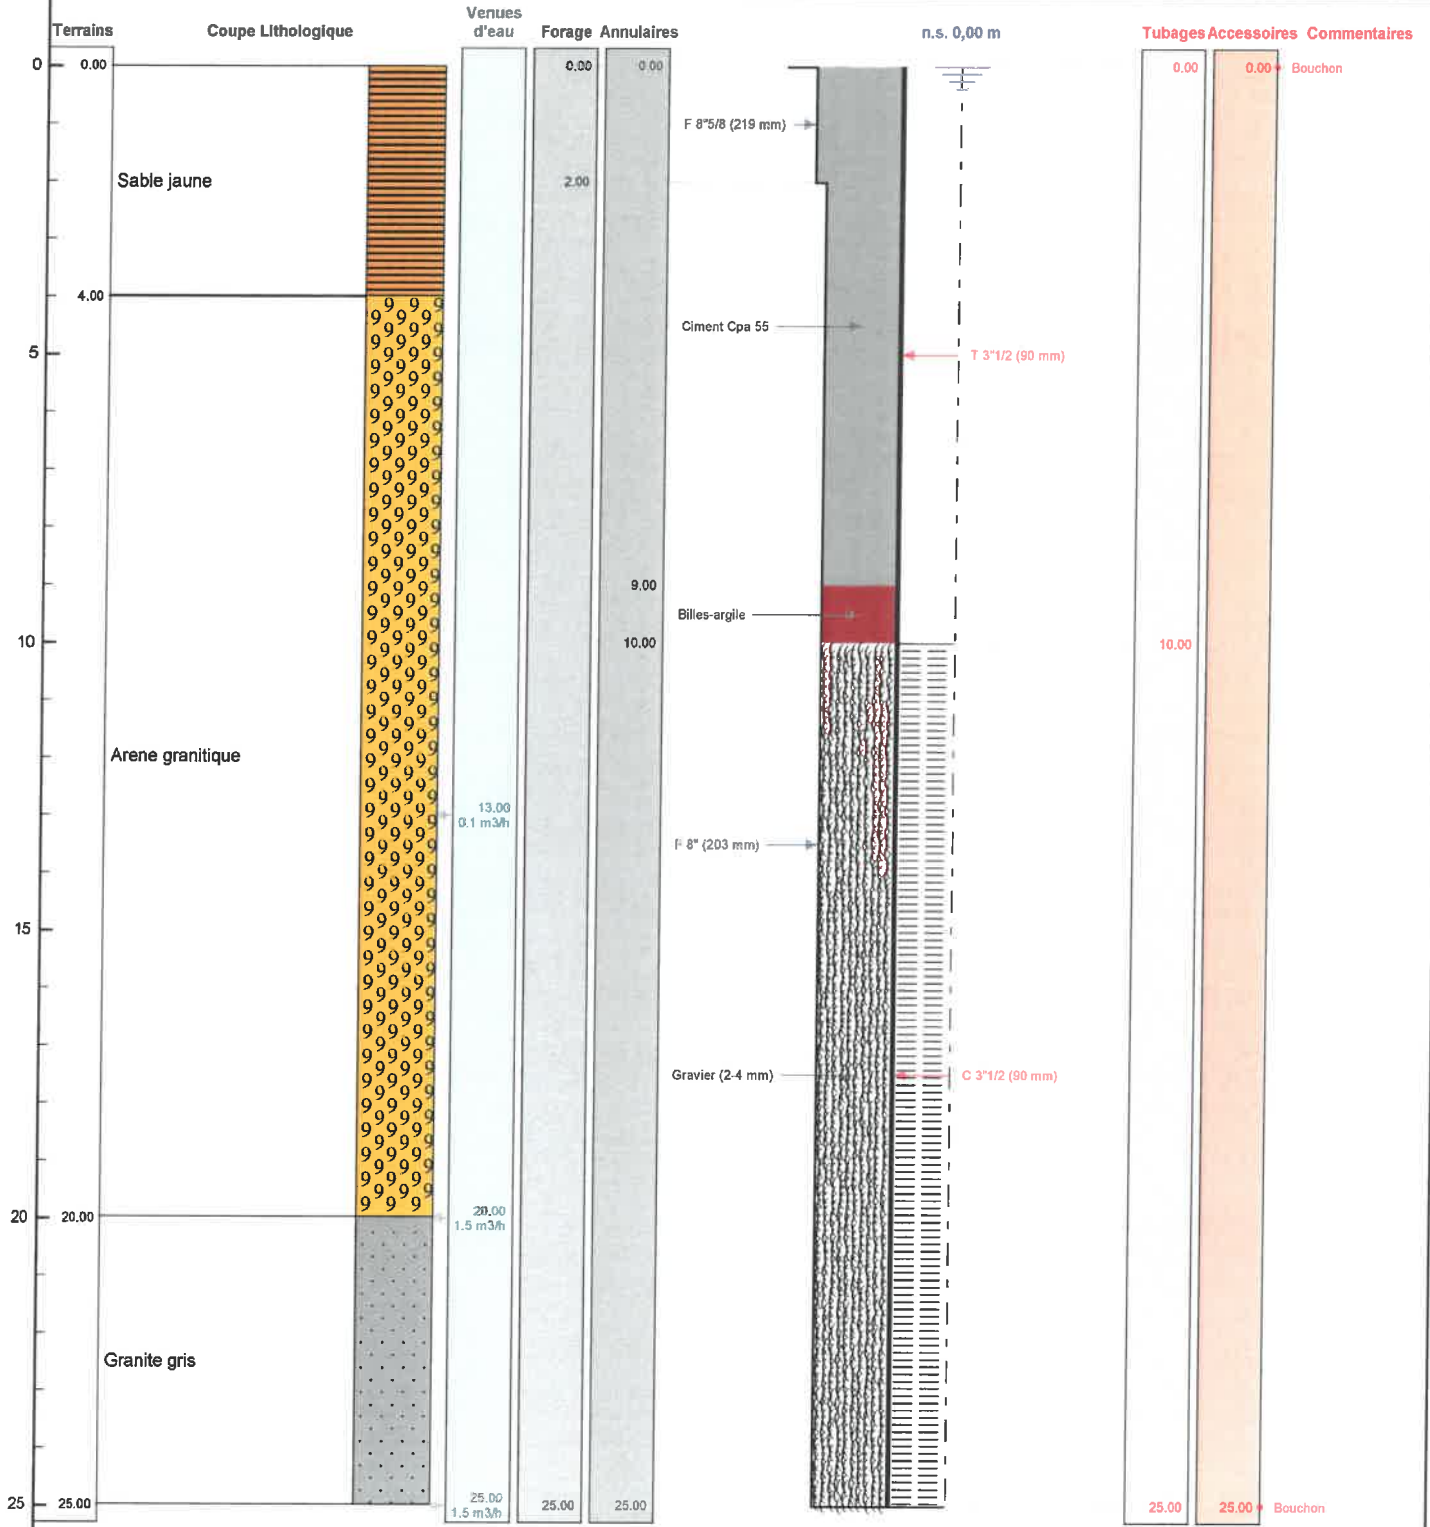 Terrains
Coupe Lithologique
Venues
d'eau
Forage
Annulaires
n.s. 0,00 m
Tubages
Accessoires
Commentaires
0
0.00
0.00
0.00
0.00
0.00
Bouchon
F 8"5/8 (219 mm)
Sable jaune
2.00
4.00
Ciment Cpa 55
5
T 3"1/2 (90 mm)
9.00
Billes-argile
10
10.00
10.00
Arene granitique
13.00
0.1 m3/h
F 8" (203 mm)
15
Gravier (2-4 mm)
C 3"1/2 (90 mm)
20
20.00
20.00
1.5 m3/h
Granite gris
25
25.00
25.00
1.5 m3/h
25.00
25.00
25.00
25.00
Bouchon